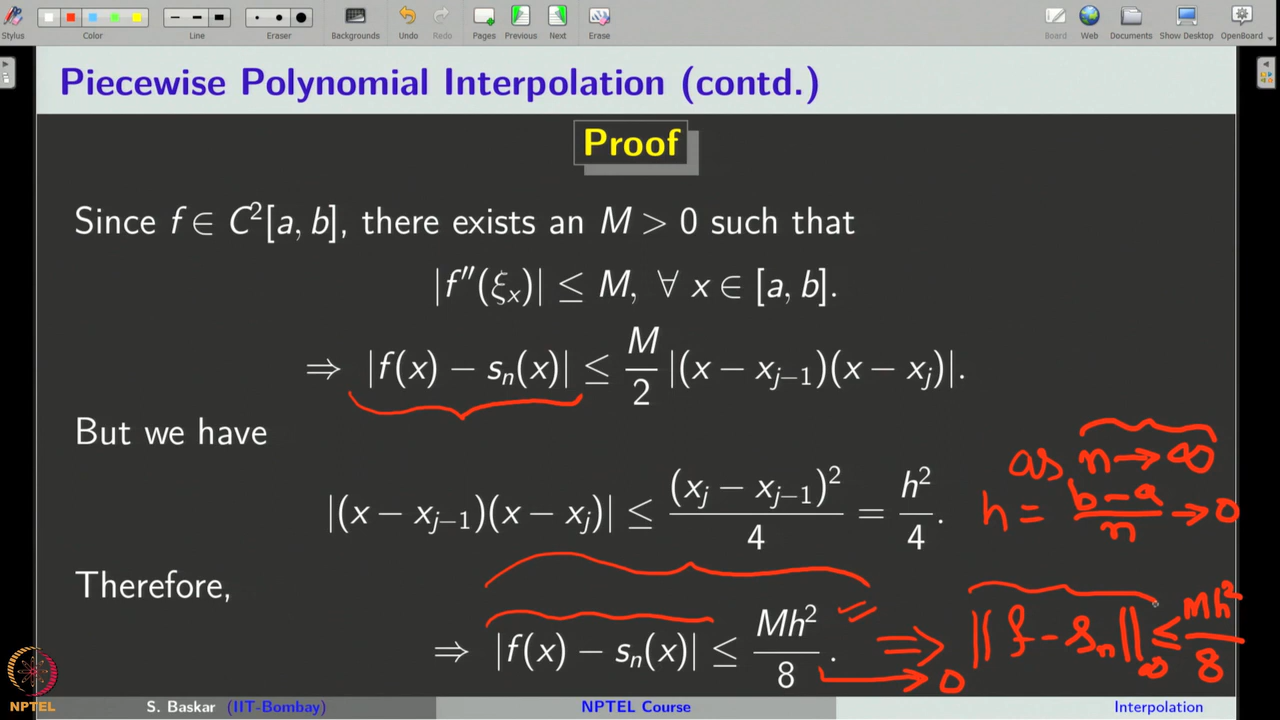 Stylus Color Line Eraser Backgrounds Undo Redo Pages Previous Next Erase Board Web Documents Show Desktop OpenBoard
Piecewise Polynomial Interpolation (contd.)
Proof
Since f ∈ C²[a, b], there exists an M > 0 such that
|f″(ξₓ)| ≤ M, ∀ x ∈ [a, b].
⇒ |f(x) − sₙ(x)| ≤ M/2 |(x − xⱼ₋₁)(x − xⱼ)|.
But we have
as n → ∞
|(x − xⱼ₋₁)(x − xⱼ)| ≤ (xⱼ − xⱼ₋₁)²/4 = h²/4.
h = b − a/n → 0
Therefore,
⇒ |f(x) − sₙ(x)| ≤ Mh²/8.
⇒ ||f − sₙ||∞ ≤ Mh²/8
→ 0
NPTEL
S. Baskar (IIT-Bombay) NPTEL Course Interpolation